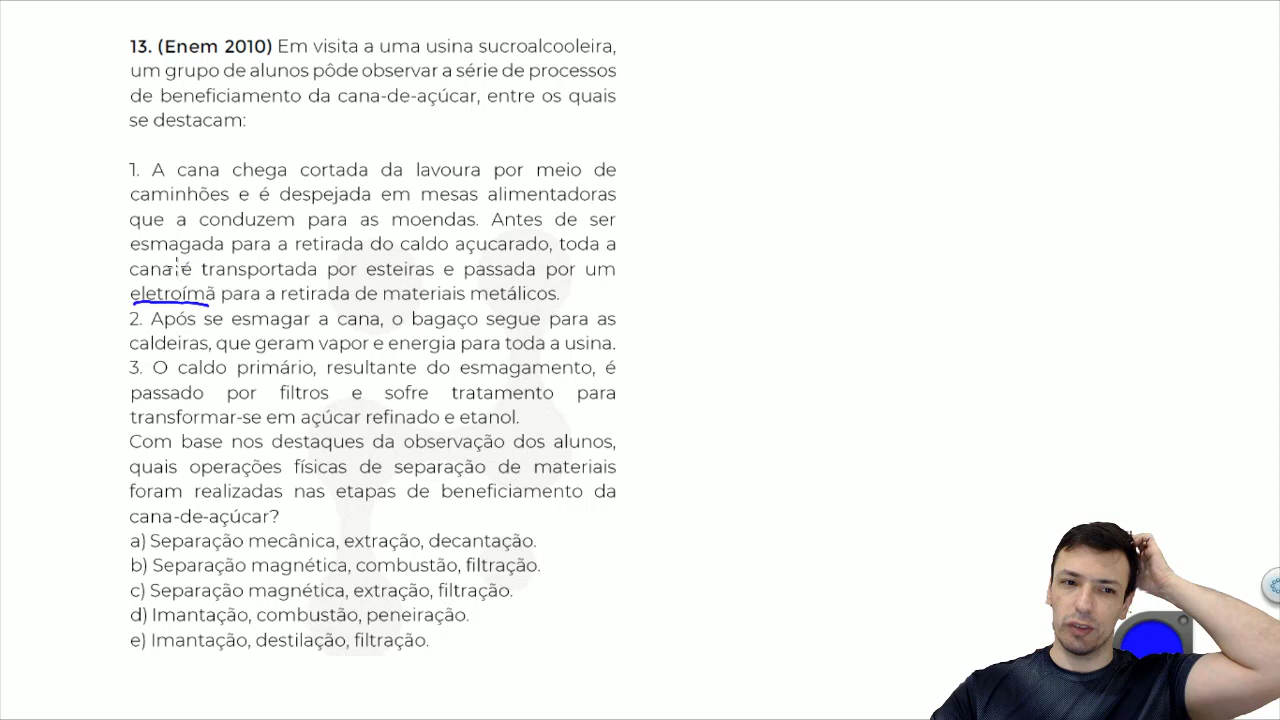 13. (Enem 2010) Em visita a uma usina sucroalcooleira,
um grupo de alunos pôde observar a série de processos
de beneficiamento da cana-de-açúcar, entre os quais
se destacam:
1. A cana chega cortada da lavoura por meio de
caminhões e é despejada em mesas alimentadoras
que a conduzem para as moendas. Antes de ser
esmagada para a retirada do caldo açucarado, toda a
cana é transportada por esteiras e passada por um
eletroímã para a retirada de materiais metálicos.
2. Após se esmagar a cana, o bagaço segue para as
caldeiras, que geram vapor e energia para toda a usina.
3. O caldo primário, resultante do esmagamento, é
passado por filtros e sofre tratamento para
transformar-se em açúcar refinado e etanol.
Com base nos destaques da observação dos alunos,
quais operações físicas de separação de materiais
foram realizadas nas etapas de beneficiamento da
cana-de-açúcar?
a) Separação mecânica, extração, decantação.
b) Separação magnética, combustão, filtração.
c) Separação magnética, extração, filtração.
d) Imantação, combustão, peneiração.
e) Imantação, destilação, filtração.